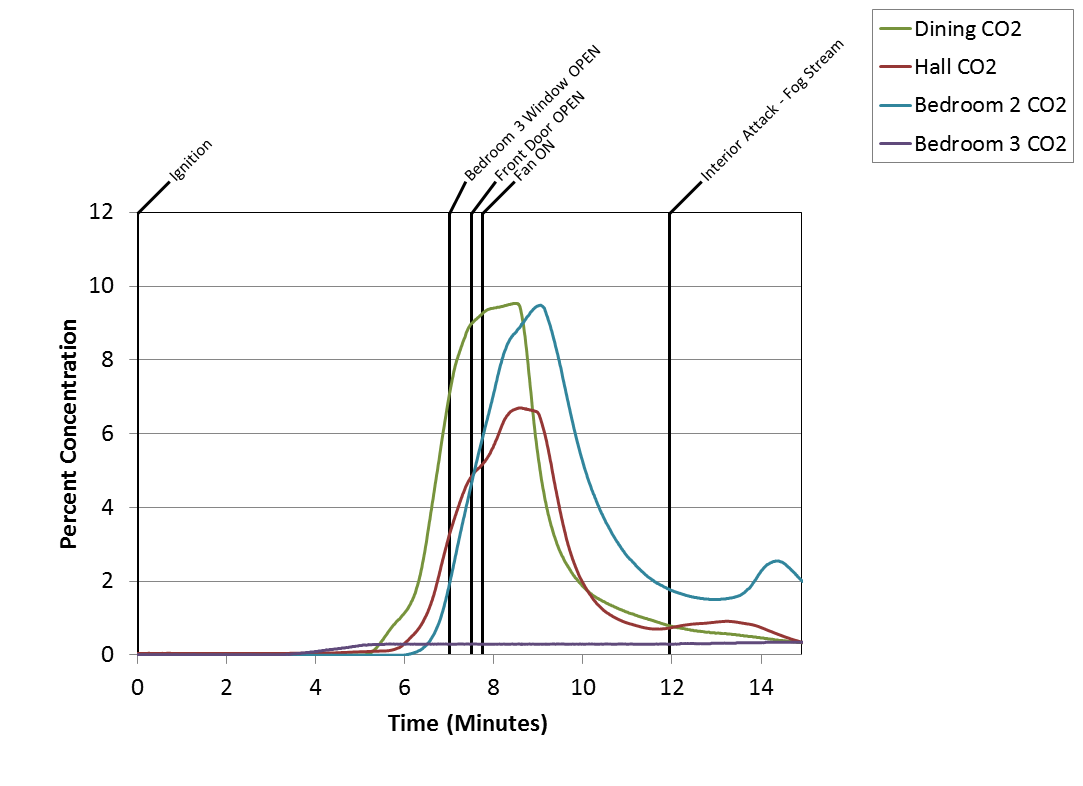 Dining CO2
Hall CO2
Bedroom 2 CO2
Bedroom 3 CO2
Ignition
Bedroom 3 Window OPEN
Front Door OPEN
Fan ON
Interior Attack - Fog Stream
12
10
8
6
4
2
0
Percent Concentration
0 2 4 6 8 10 12 14
Time (Minutes)